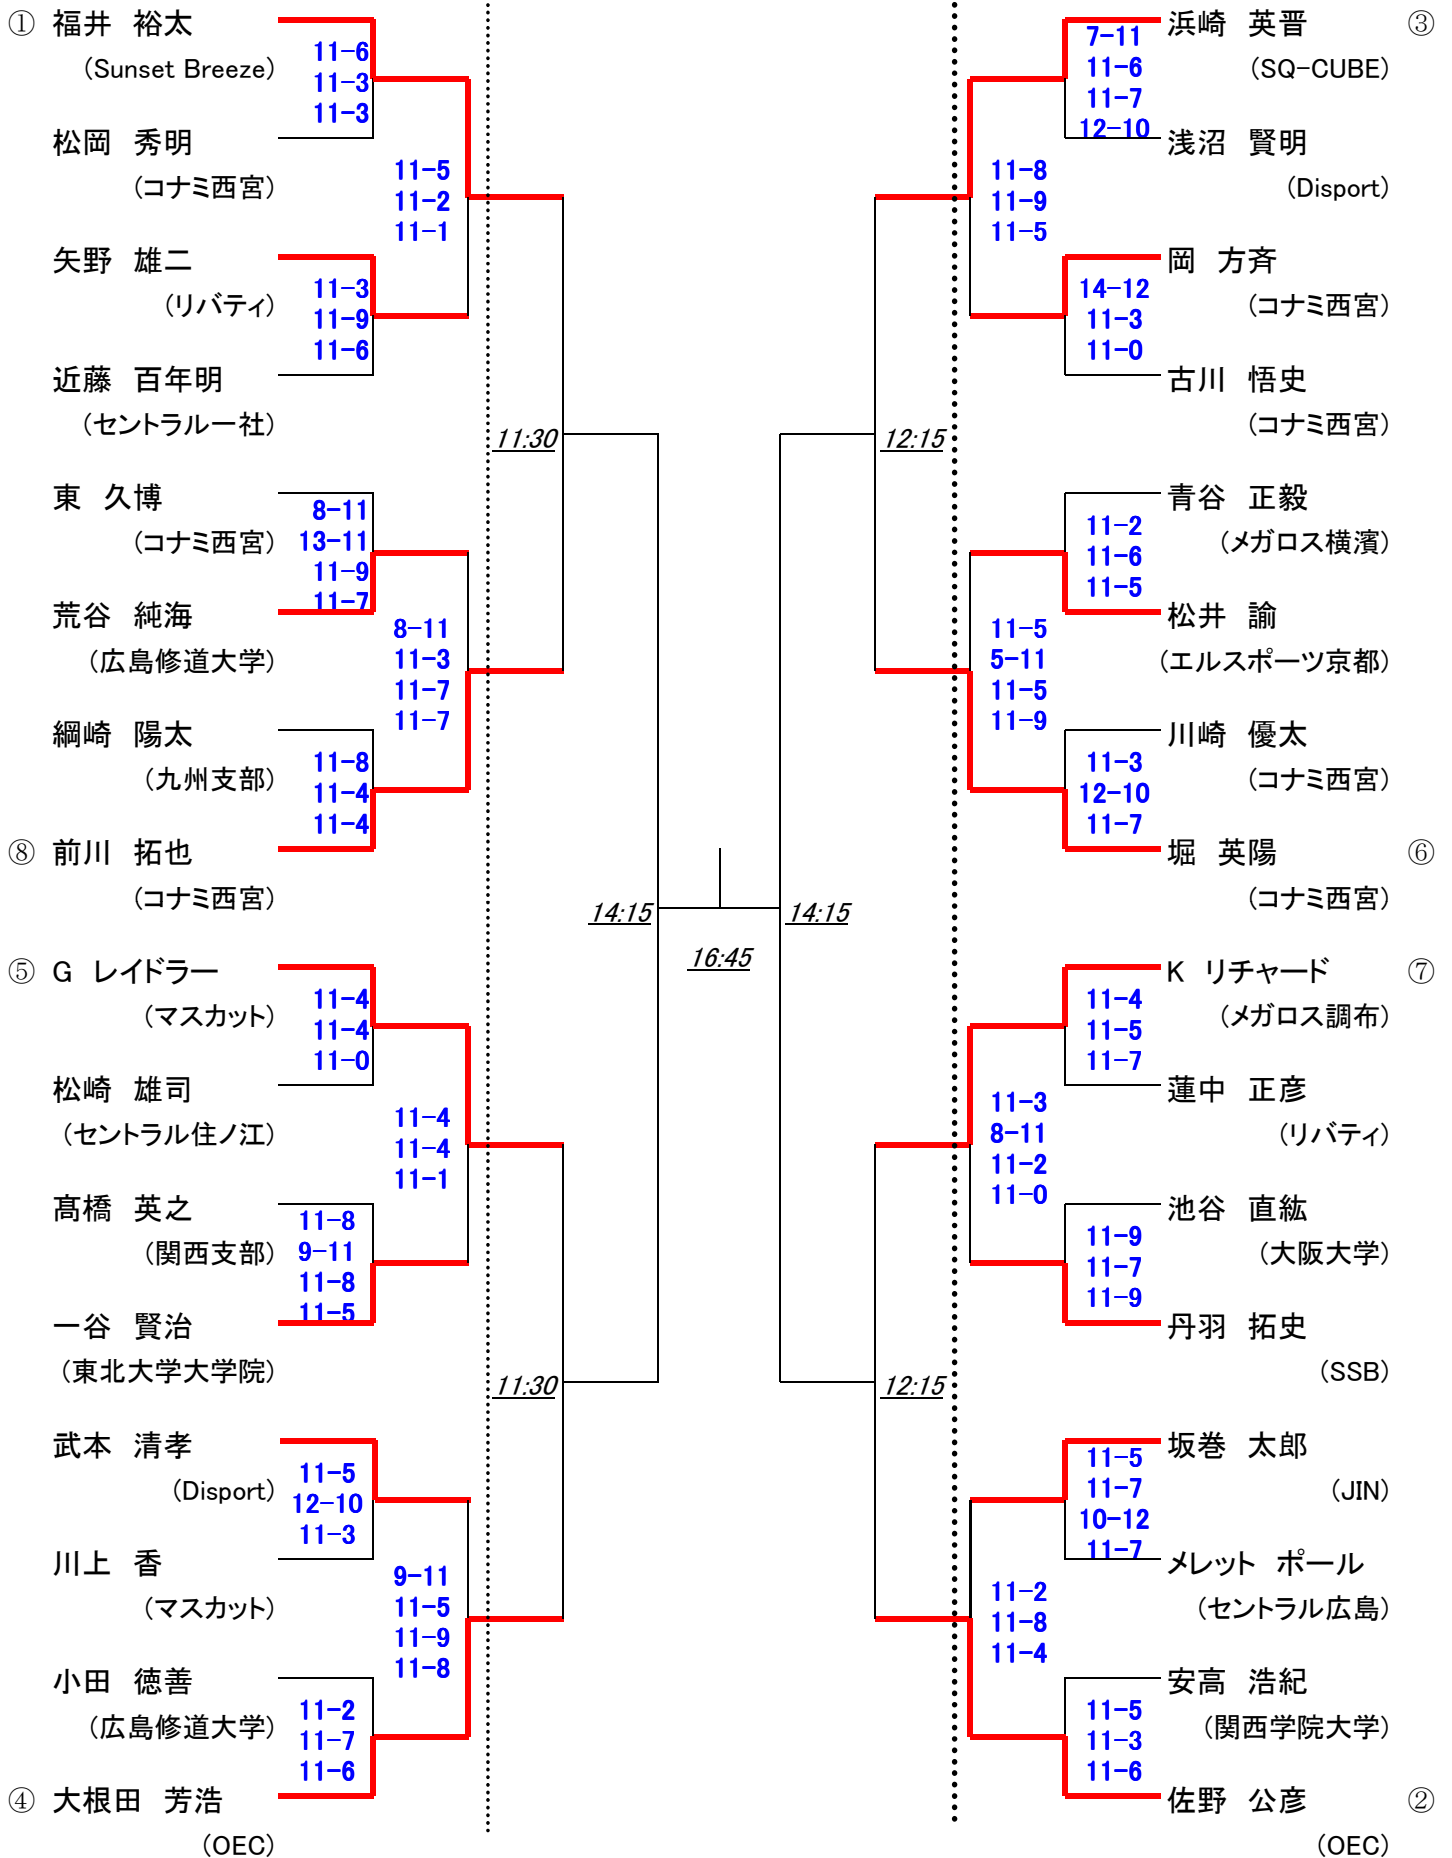 ① 福井 裕太
(Sunset Breeze)
11-6
11-3
11-3
松岡 秀明
(コナミ西宮)
11-5
11-2
11-1
矢野 雄二
(リバティ)
11-3
11-9
11-6
近藤 百年明
(セントラル一社)
11:30
東 久博
(コナミ西宮)
8-11
13-11
11-9
11-7
荒谷 純海
(広島修道大学)
8-11
11-3
11-7
11-7
綱崎 陽太
(九州支部)
11-8
11-4
11-4
⑧ 前川 拓也
(コナミ西宮)
14:15
⑤ G レイドラー
(マスカット)
11-4
11-4
11-0
松崎 雄司
(セントラル住ノ江)
11-4
11-4
11-1
髙橋 英之
(関西支部)
11-8
9-11
11-8
11-5
一谷 賢治
(東北大学大学院)
11:30
武本 清孝
(Disport)
11-5
12-10
11-3
川上 香
(マスカット)
9-11
11-5
11-9
11-8
小田 徳善
(広島修道大学)
11-2
11-7
11-6
④ 大根田 芳浩
(OEC)
16:45
浜崎 英晋 ③
(SQ-CUBE)
7-11
11-6
11-7
12-10
浅沼 賢明
(Disport)
11-8
11-9
11-5
岡 方斉
(コナミ西宮)
14-12
11-3
11-0
古川 悟史
(コナミ西宮)
12:15
青谷 正毅
(メガロス横濱)
11-2
11-6
11-5
松井 諭
(エルスポーツ京都)
11-5
5-11
11-5
11-9
川崎 優太
(コナミ西宮)
11-3
12-10
11-7
堀 英陽 ⑥
(コナミ西宮)
14:15
K リチャード ⑦
(メガロス調布)
11-4
11-5
11-7
蓮中 正彦
(リバティ)
11-3
8-11
11-2
11-0
池谷 直紘
(大阪大学)
11-9
11-7
11-9
丹羽 拓史
(SSB)
12:15
坂巻 太郎
(JIN)
11-5
11-7
10-12
11-7
メレット ポール
(セントラル広島)
11-2
11-8
11-4
安高 浩紀
(関西学院大学)
11-5
11-3
11-6
佐野 公彦 ②
(OEC)